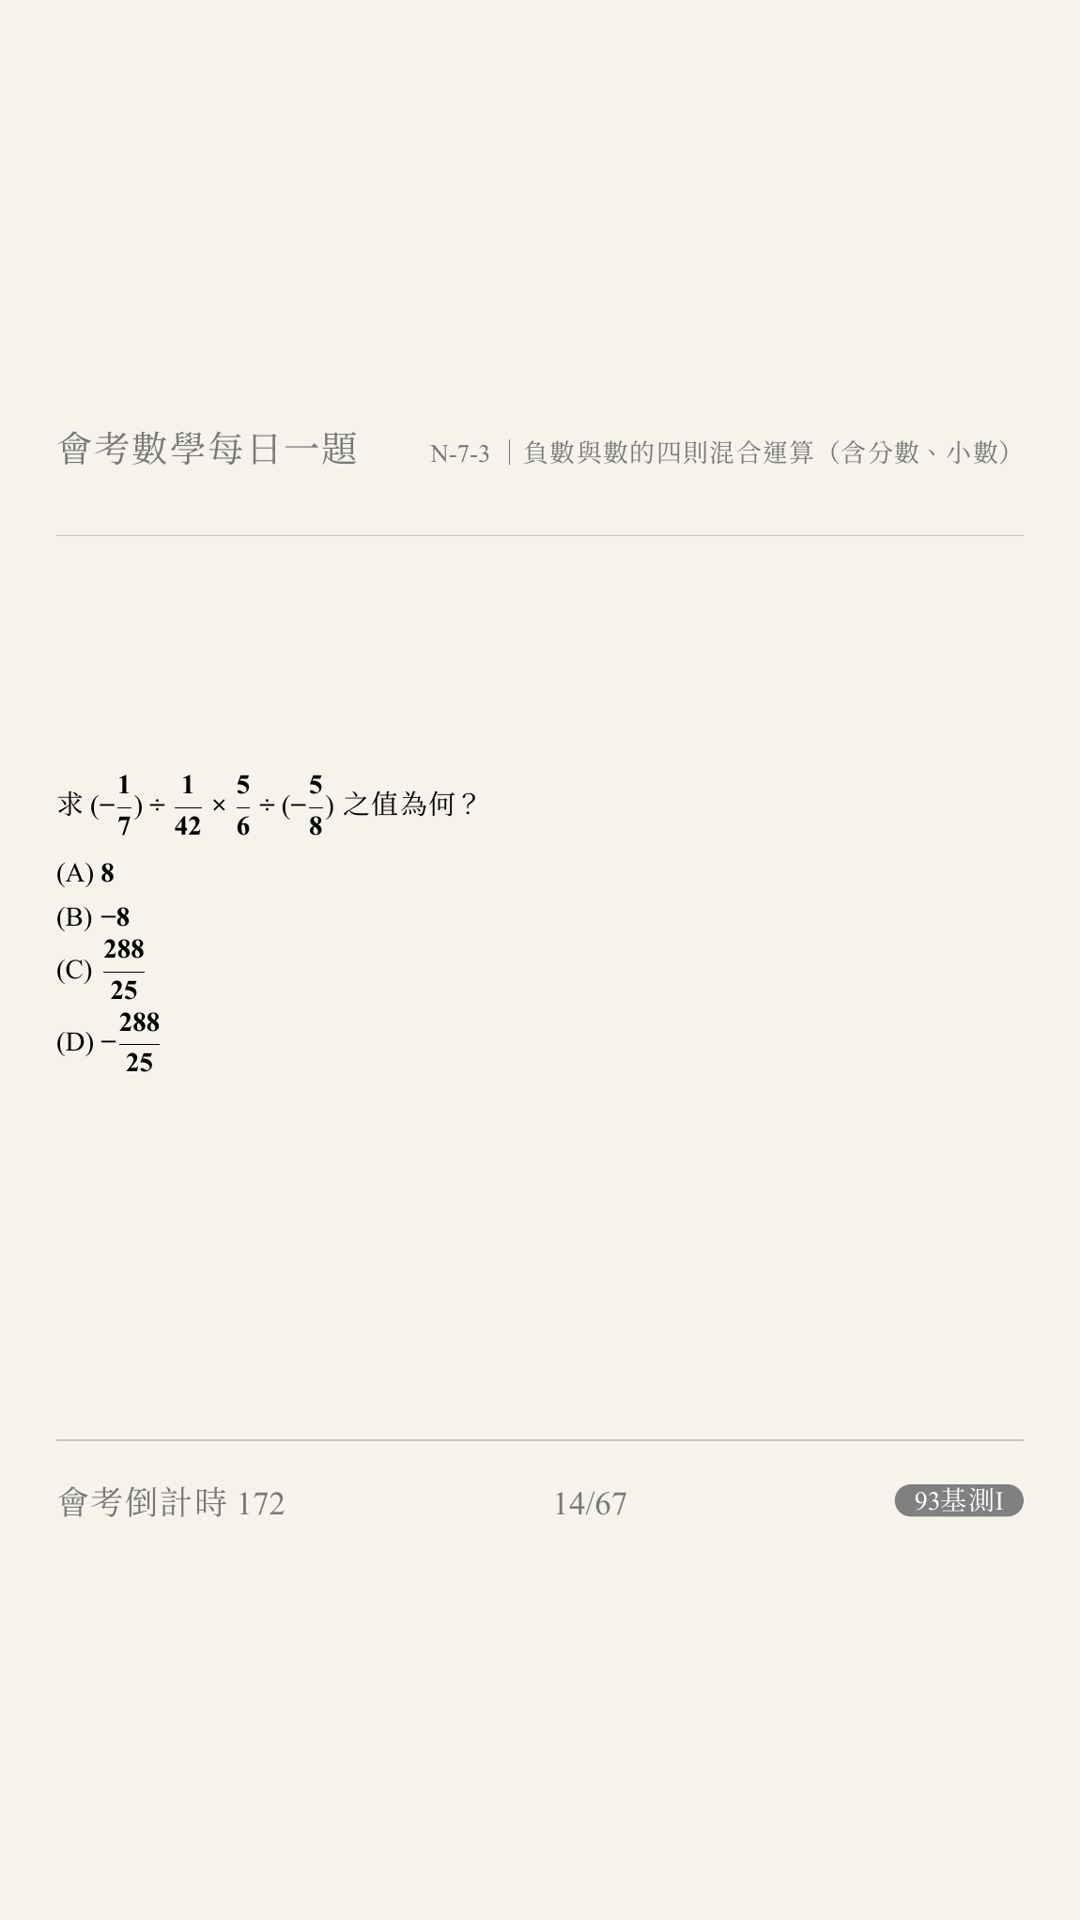 會考數學每日一題 N-7-3｜負數與數的四則混合運算（含分數、小數）
求 (−1/7) ÷ 1/42 × 5/6 ÷ (−5/8) 之值為何？
(A) 8
(B) −8
(C) 288/25
(D) −288/25
會考倒計時 172 14/67 93基測I